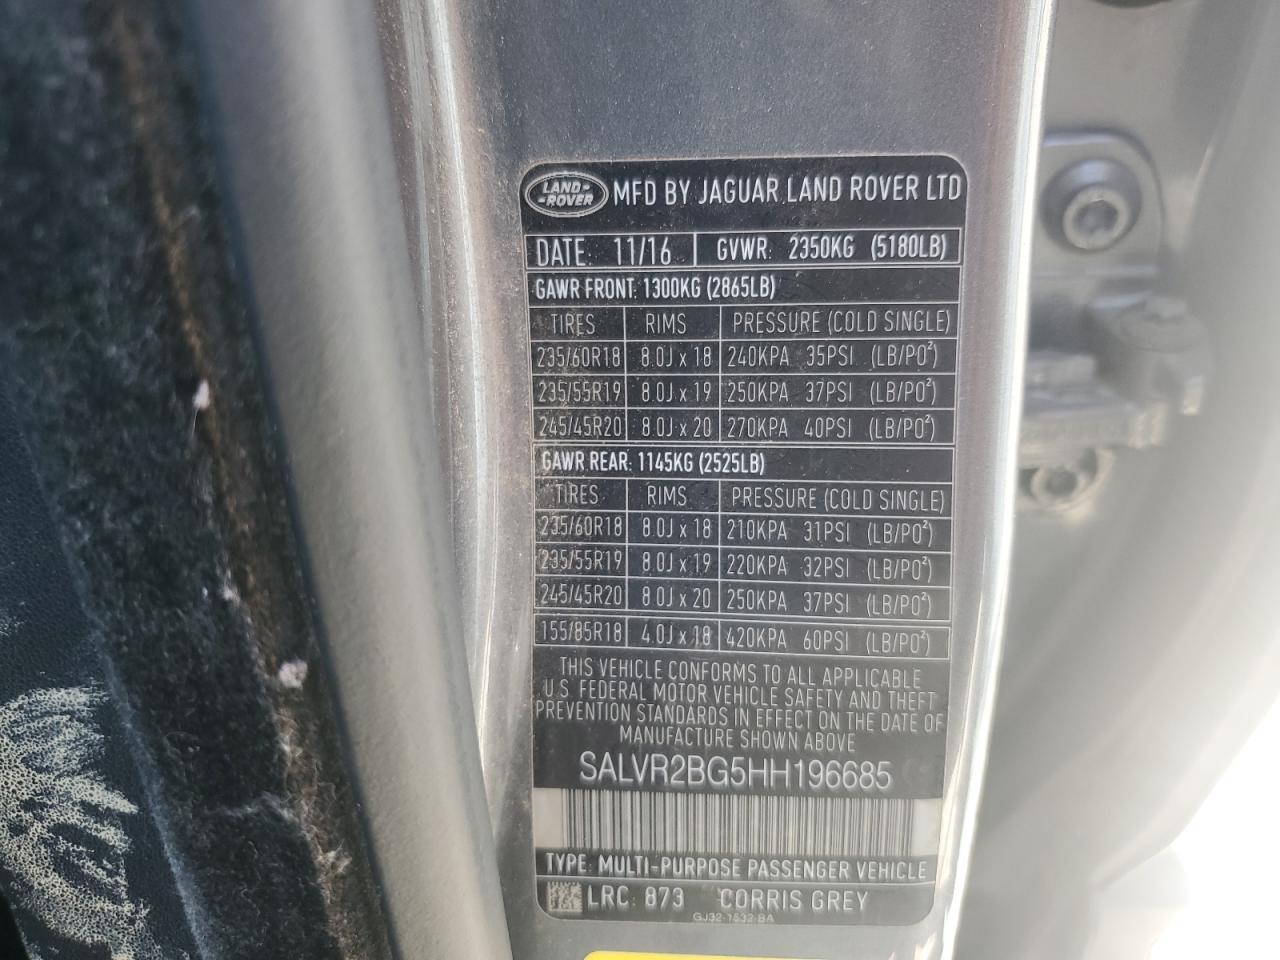 LAND-
ROVER
MFD BY JAGUAR LAND ROVER LTD
DATE: 11/16 GVWR: 2350KG (5180LB)
GAWR FRONT: 1300KG (2865LB)
TIRES RIMS PRESSURE (COLD SINGLE)
235/60R18 8.0J x 18 240KPA 35PSI (LB/PO²)
235/55R19 8.0J x 19 250KPA 37PSI (LB/PO²)
245/45R20 8.0J x 20 270KPA 40PSI (LB/PO²)
GAWR REAR: 1145KG (2525LB)
TIRES RIMS PRESSURE (COLD SINGLE)
235/60R18 8.0J x 18 210KPA 31PSI (LB/PO²)
235/55R19 8.0J x 19 220KPA 32PSI (LB/PO²)
245/45R20 8.0J x 20 250KPA 37PSI (LB/PO²)
155/85R18 4.0J x 18 420KPA 60PSI (LB/PO²)
THIS VEHICLE CONFORMS TO ALL APPLICABLE
U.S. FEDERAL MOTOR VEHICLE SAFETY AND THEFT
PREVENTION STANDARDS IN EFFECT ON THE DATE OF
MANUFACTURE SHOWN ABOVE
SALVR2BG5HH196685
TYPE: MULTI-PURPOSE PASSENGER VEHICLE
LRC: 873 CORRIS GREY
GJ32-1532-BA